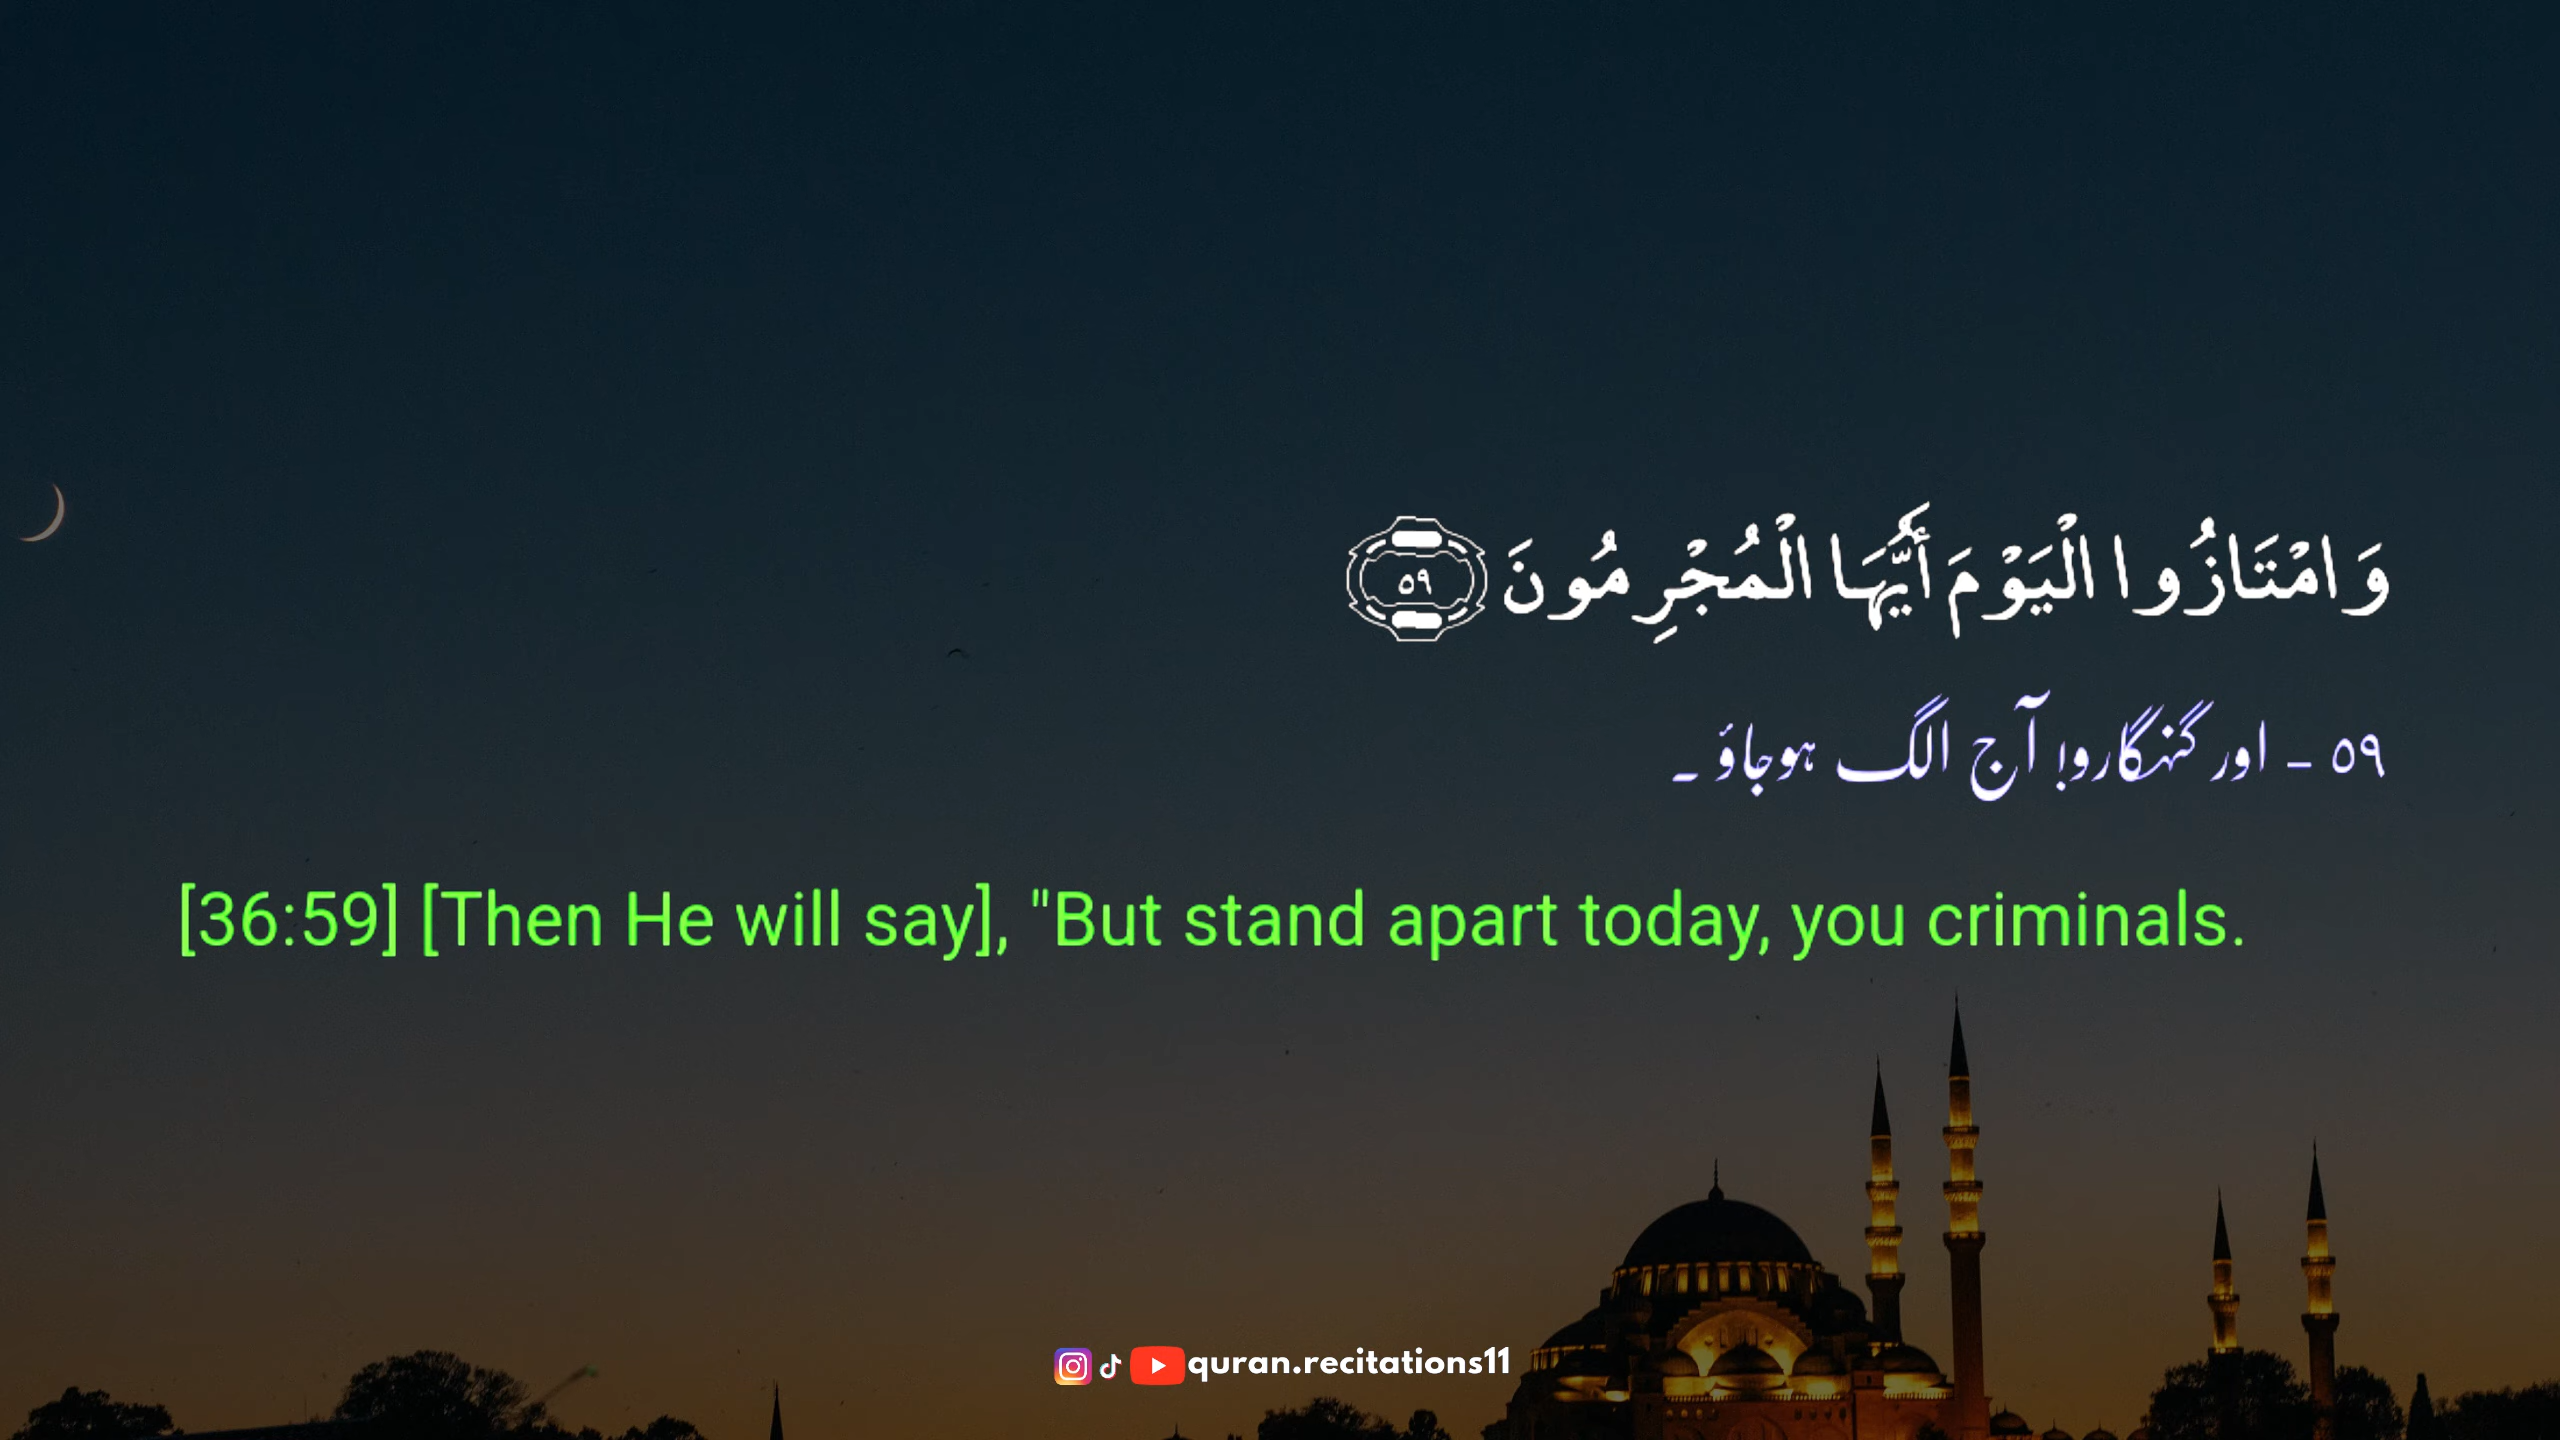 وَامْتَازُوا الْيَوْمَ أَيُّهَا الْمُجْرِمُونَ ٥٩
٥٩ - اور گنہگارو! آج الگ ہوجاؤ ۔
[36:59] [Then He will say], "But stand apart today, you criminals.
quran.recitations11